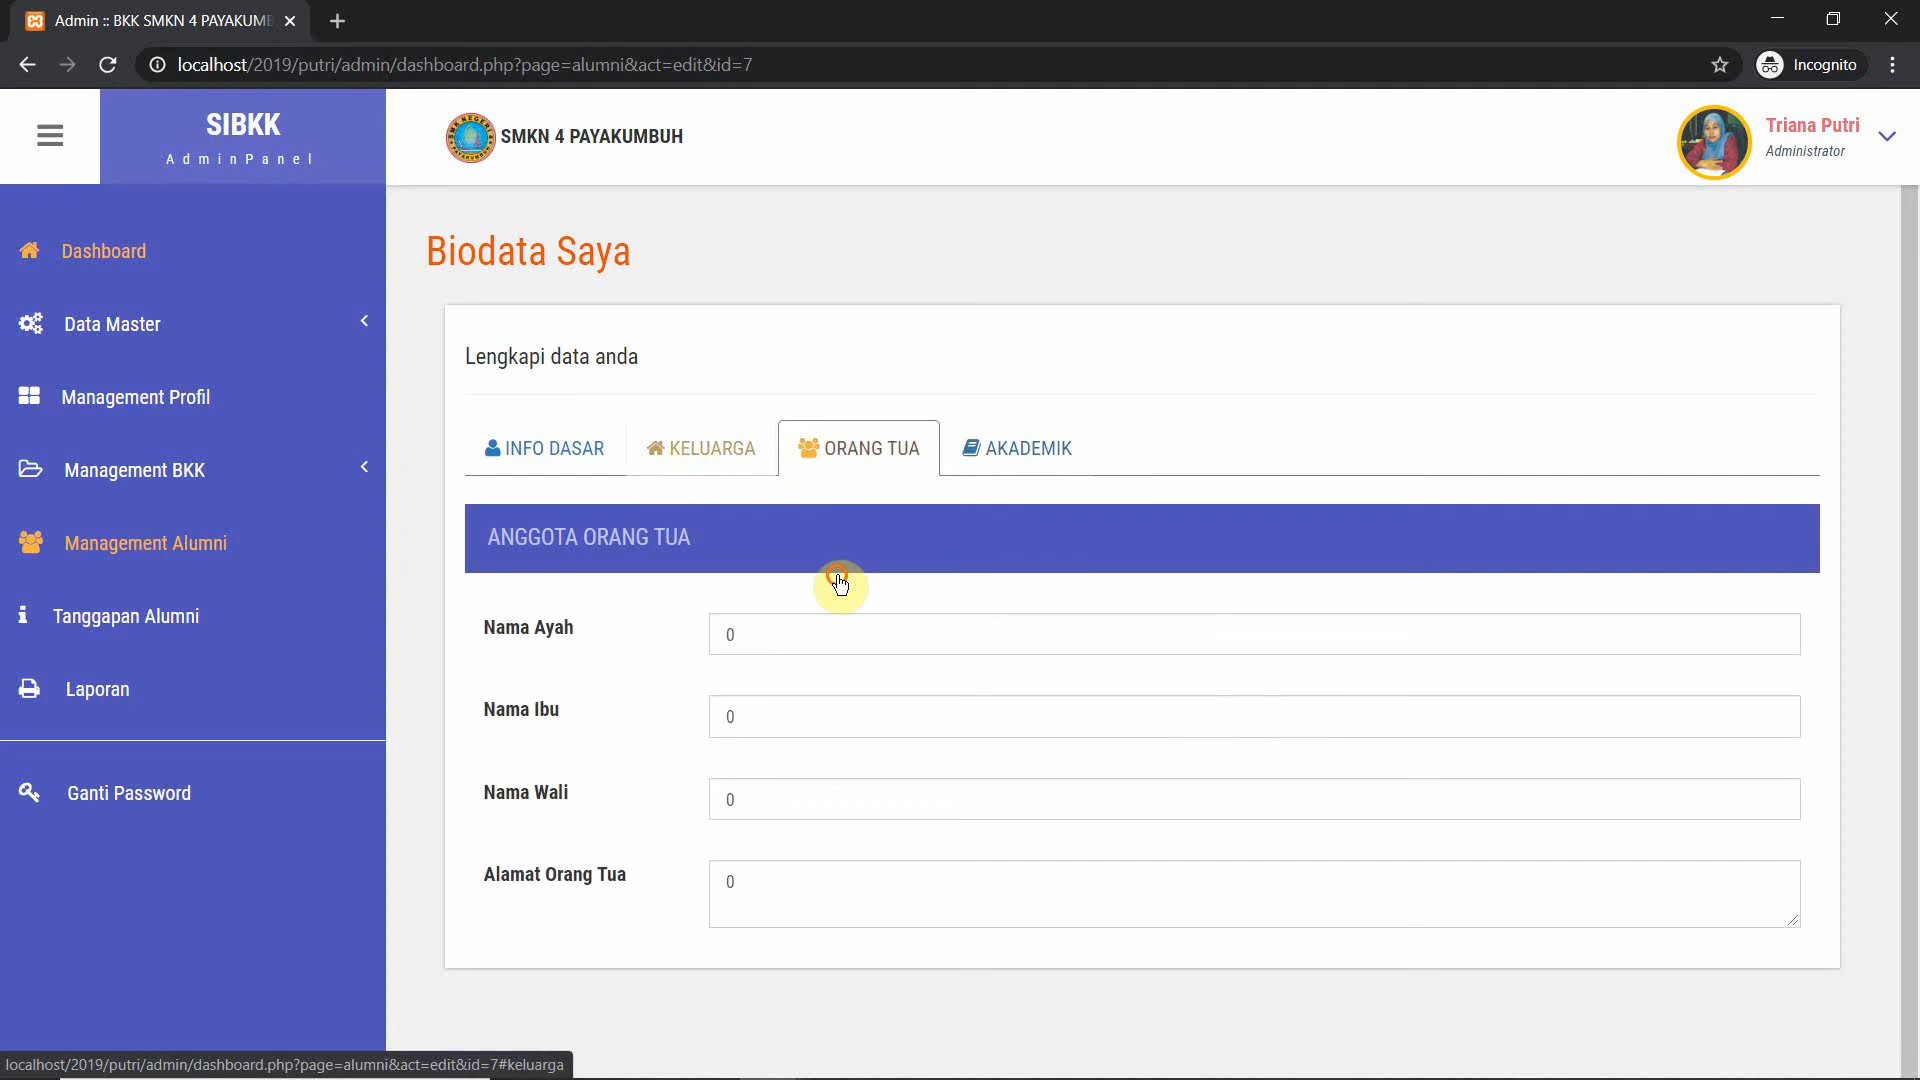 Admin :: BKK SMKN 4 PAYAKUMB
localhost/2019/putri/admin/dashboard.php?page=alumni&act=edit&id=7
Incognito
SIBKK
AdminPanel
SMKN 4 PAYAKUMBUH
Triana Putri
Administrator
Dashboard
Data Master
Management Profil
Management BKK
Management Alumni
Tanggapan Alumni
Laporan
Ganti Password
Biodata Saya
Lengkapi data anda
INFO DASAR
KELUARGA
ORANG TUA
AKADEMIK
ANGGOTA ORANG TUA
Nama Ayah
0
Nama Ibu
0
Nama Wali
0
Alamat Orang Tua
0
localhost/2019/putri/admin/dashboard.php?page=alumni&act=edit&id=7#keluarga